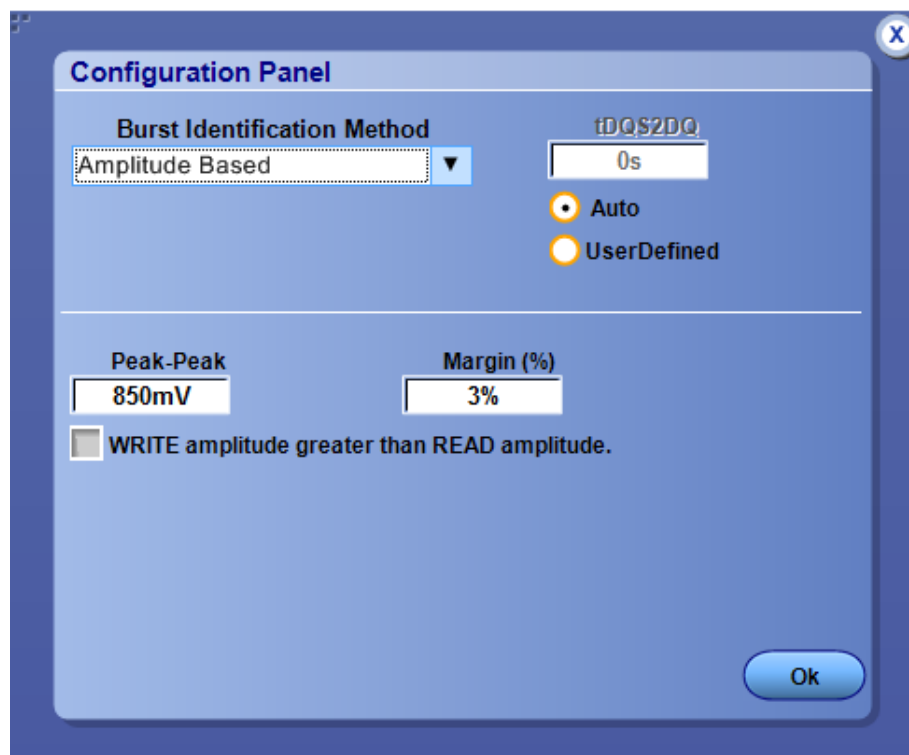 X
Configuration Panel
Burst Identification Method
tDQS2DQ
Amplitude Based
▼
0s
Auto
UserDefined
Peak-Peak
Margin (%)
850mV
3%
WRITE amplitude greater than READ amplitude.
Ok